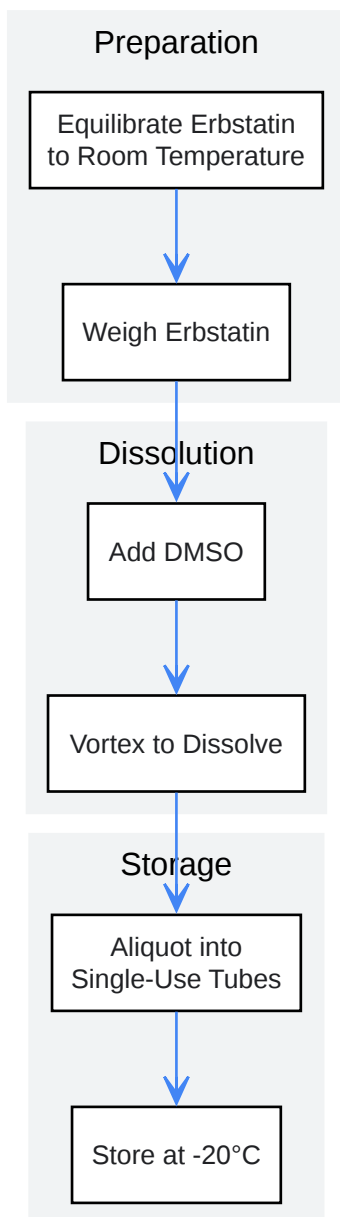 Preparation
Equilibrate Erbstatin
to Room Temperature
Weigh Erbstatin
Dissolution
Add DMSO
Vortex to Dissolve
Storage
Aliquot into
Single-Use Tubes
Store at -20°C